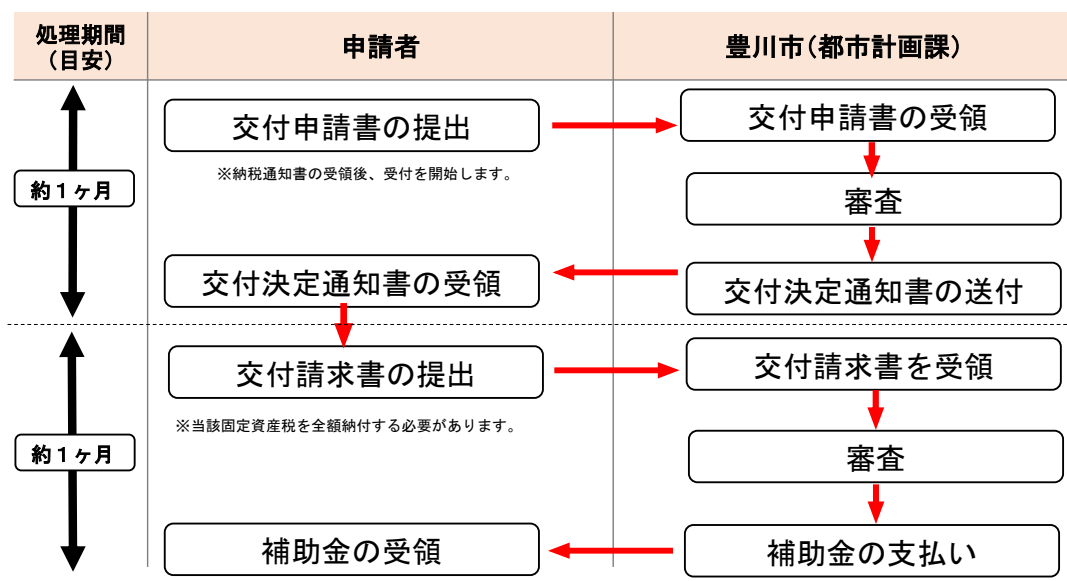 処理期間
（目安）
申請者
豊川市（都市計画課）
交付申請書の提出
交付申請書の受領
※納税通知書の受領後、受付を開始します。
約１ヶ月
審査
交付決定通知書の受領
交付決定通知書の送付
交付請求書の提出
交付請求書を受領
※当該固定資産税を全額納付する必要があります。
約１ヶ月
審査
補助金の受領
補助金の支払い